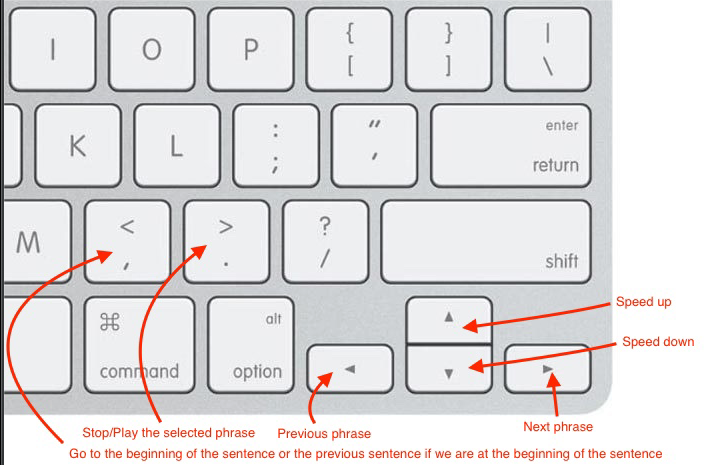 I O P { [ } ] | \
K L : ; " ' enter return
M < , > . ? / shift
⌘ command alt option ◄ ▲ ▼ ►
Speed up
Speed down
Stop/Play the selected phrase
Previous phrase
Next phrase
Go to the beginning of the sentence or the previous sentence if we are at the beginning of the sentence